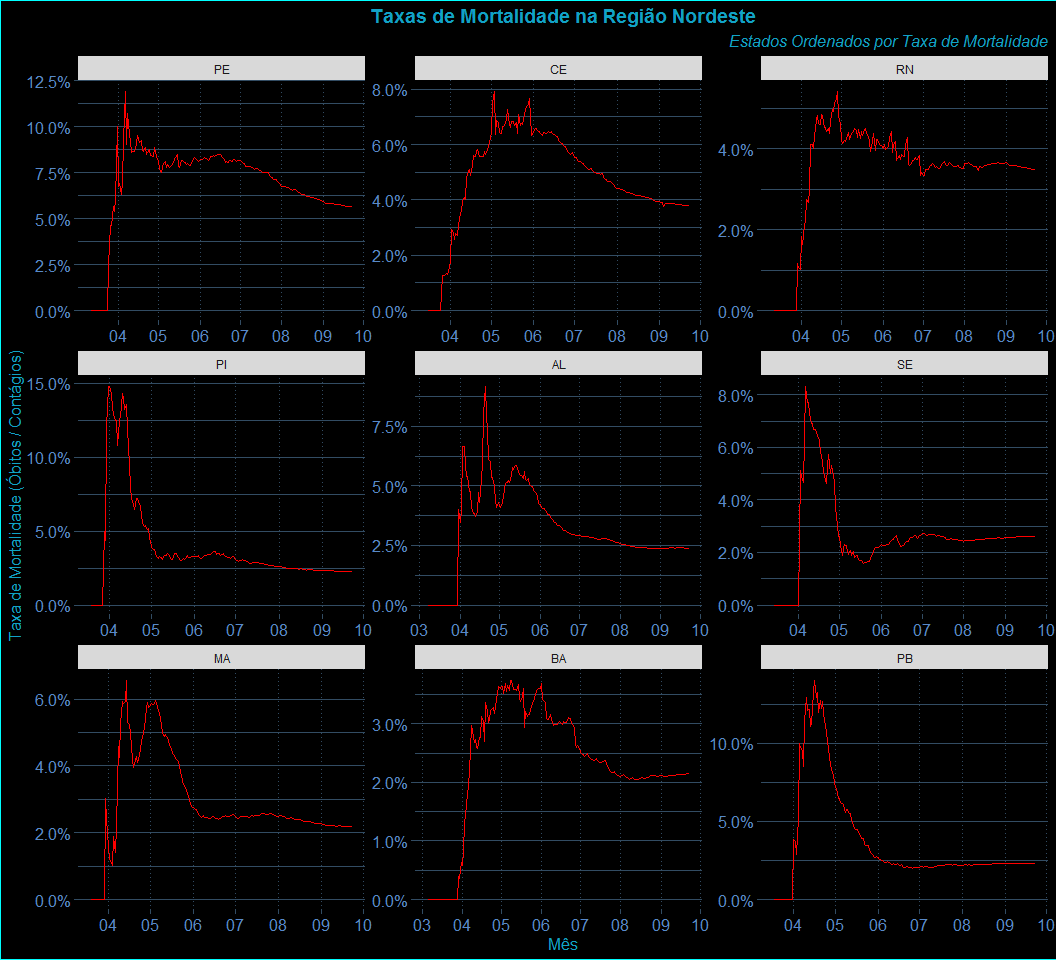 Taxas de Mortalidade na Região Nordeste
Estados Ordenados por Taxa de Mortalidade
Taxa de Mortalidade (Óbitos / Contágios)
PE
12.5%
10.0%
7.5%
5.0%
2.5%
0.0%
04 05 06 07 08 09 10
CE
8.0%
6.0%
4.0%
2.0%
0.0%
04 05 06 07 08 09 10
RN
4.0%
2.0%
0.0%
04 05 06 07 08 09 10
PI
15.0%
10.0%
5.0%
0.0%
04 05 06 07 08 09 10
AL
7.5%
5.0%
2.5%
0.0%
03 04 05 06 07 08 09 10
SE
8.0%
6.0%
4.0%
2.0%
0.0%
04 05 06 07 08 09 10
MA
6.0%
4.0%
2.0%
0.0%
04 05 06 07 08 09 10
BA
3.0%
2.0%
1.0%
0.0%
03 04 05 06 07 08 09 10
PB
10.0%
5.0%
0.0%
04 05 06 07 08 09 10
Mês